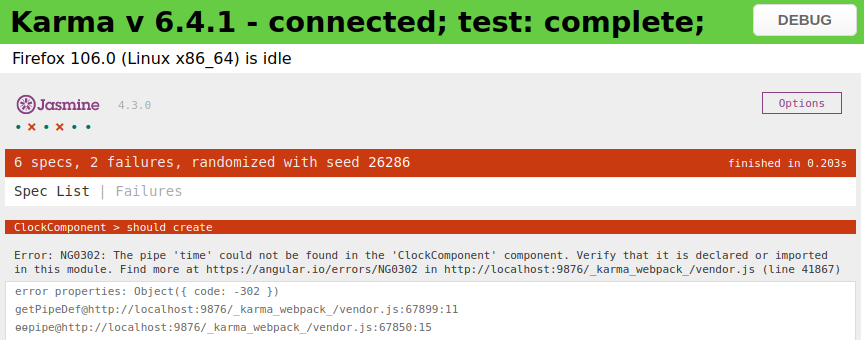 Karma v 6.4.1 - connected; test: complete;
DEBUG
Firefox 106.0 (Linux x86_64) is idle
Jasmine 4.3.0
Options
• × • × • •
6 specs, 2 failures, randomized with seed 26286
finished in 0.203s
Spec List | Failures
ClockComponent > should create
Error: NG0302: The pipe 'time' could not be found in the 'ClockComponent' component. Verify that it is declared or imported
in this module. Find more at https://angular.io/errors/NG0302 in http://localhost:9876/_karma_webpack_/vendor.js (line 41867)
error properties: Object({ code: -302 })
getPipeDef@http://localhost:9876/_karma_webpack_/vendor.js:67899:11
ɵɵpipe@http://localhost:9876/_karma_webpack_/vendor.js:67850:15